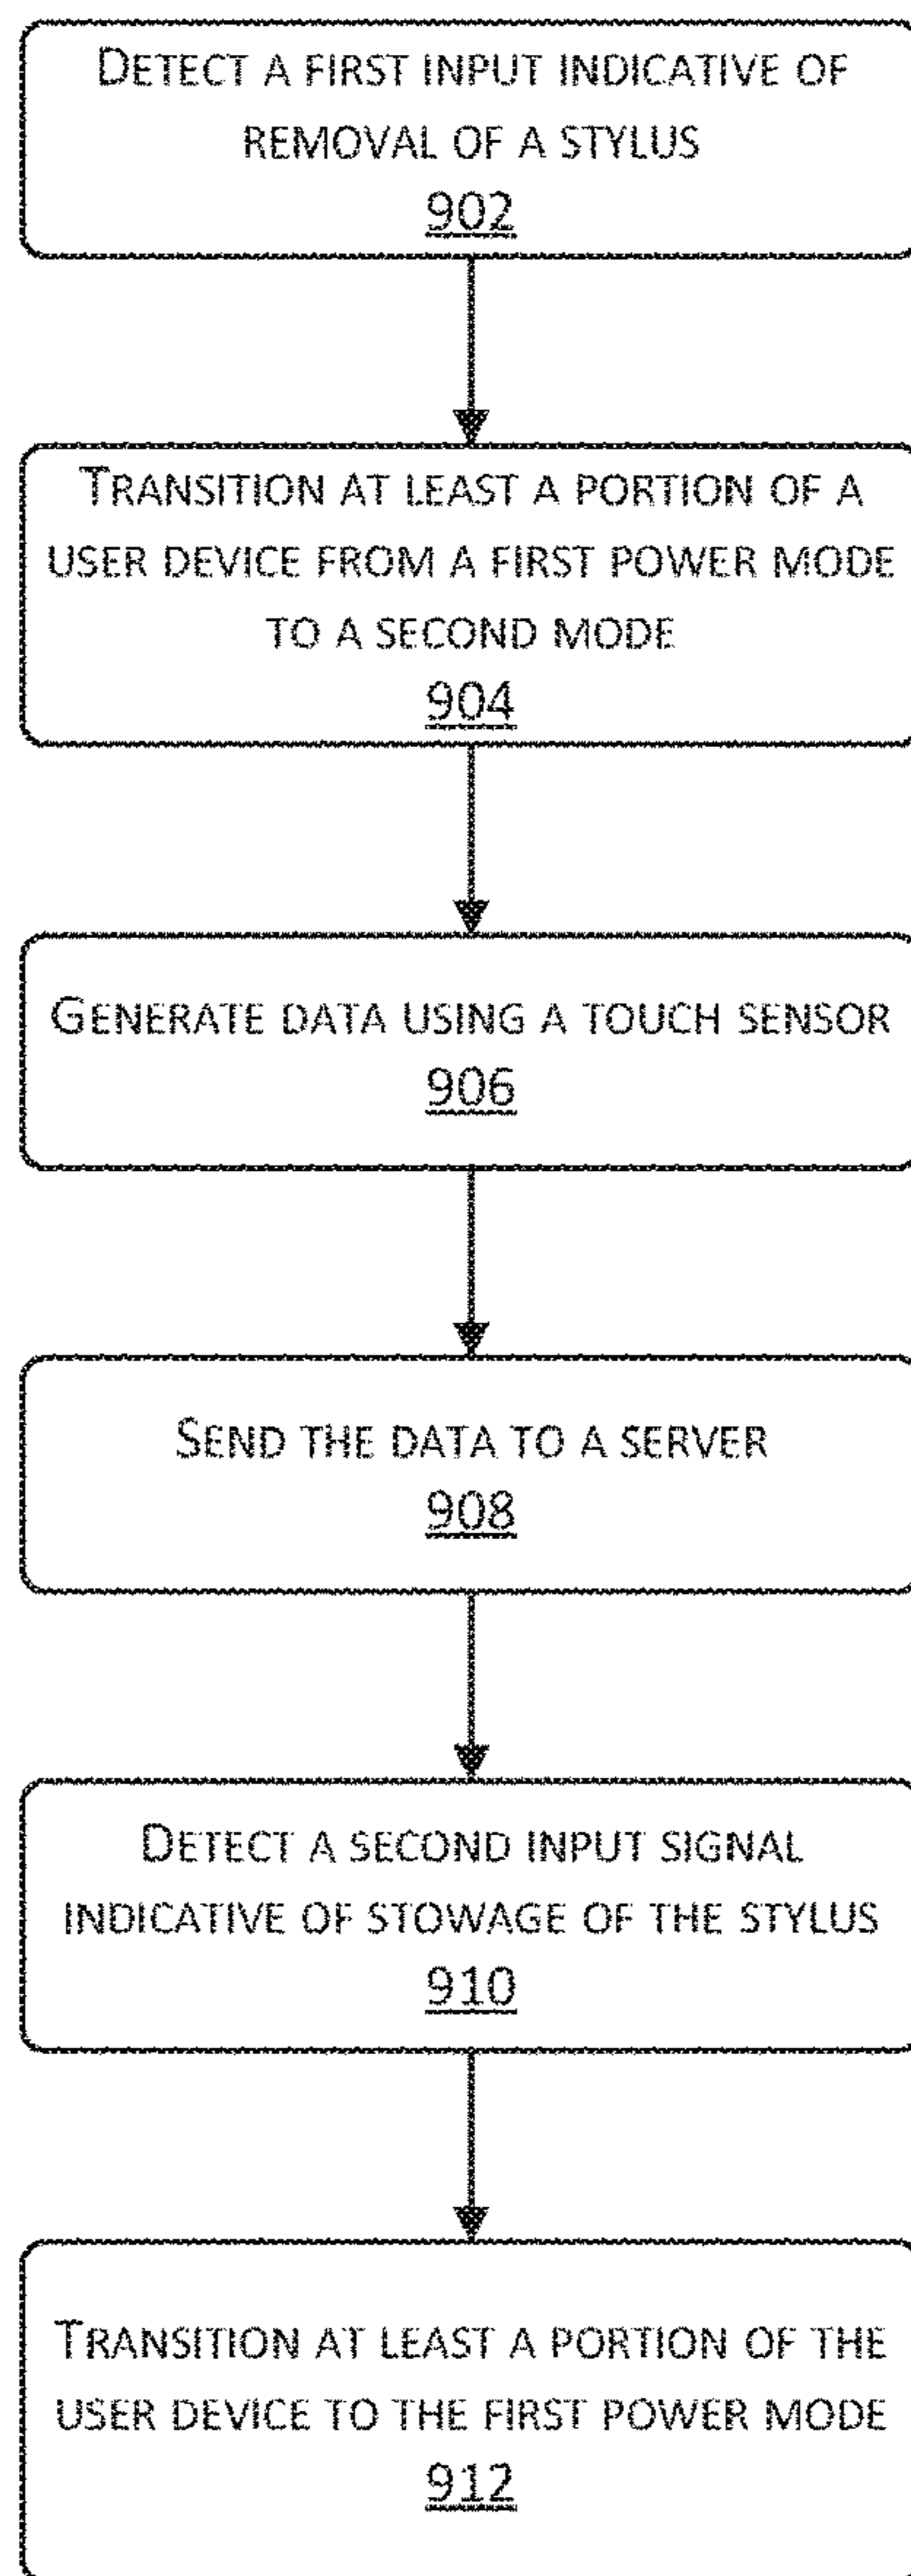 DETECT A FIRST INPUT INDICATIVE OF
REMOVAL OF A STYLUS
902
TRANSITION AT LEAST A PORTION OF A
USER DEVICE FROM A FIRST POWER MODE
TO A SECOND MODE
904
GENERATE DATA USING A TOUCH SENSOR
906
SEND THE DATA TO A SERVER
908
DETECT A SECOND INPUT SIGNAL
INDICATIVE OF STOWAGE OF THE STYLUS
910
TRANSITION AT LEAST A PORTION OF THE
USER DEVICE TO THE FIRST POWER MODE
912